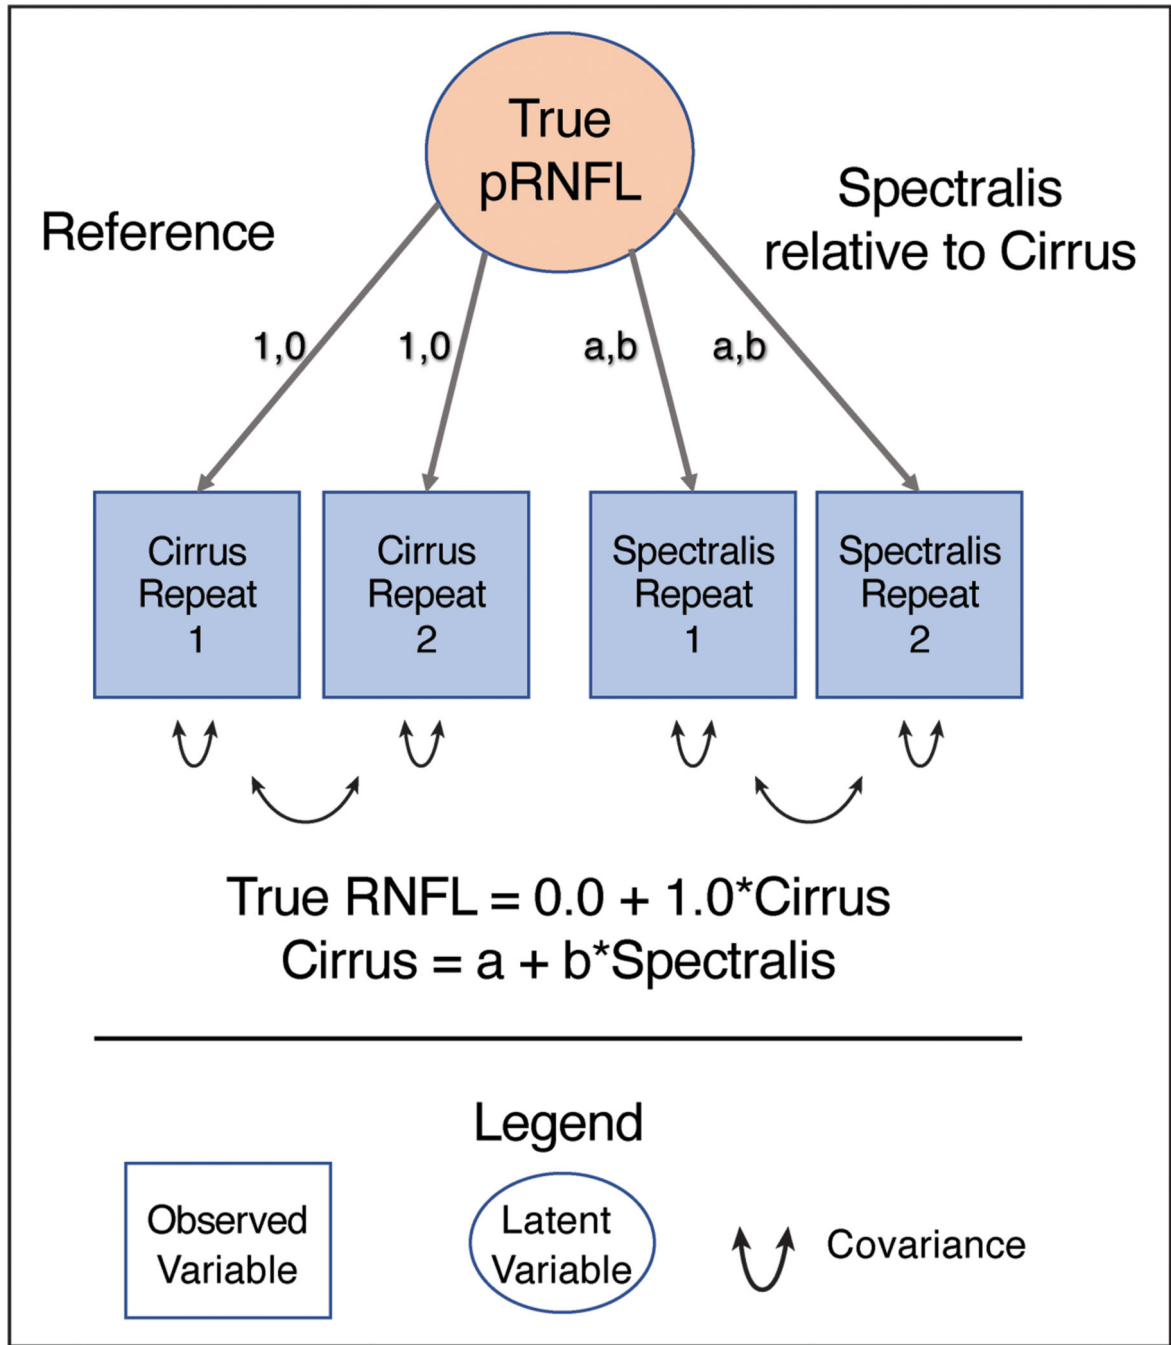 True
pRNFL
Reference
Spectralis
relative to Cirrus
1,0
1,0
a,b
a,b
Cirrus
Repeat
1
Cirrus
Repeat
2
Spectralis
Repeat
1
Spectralis
Repeat
2
True RNFL = 0.0 + 1.0*Cirrus
Cirrus = a + b*Spectralis
Legend
Observed
Variable
Latent
Variable
Covariance